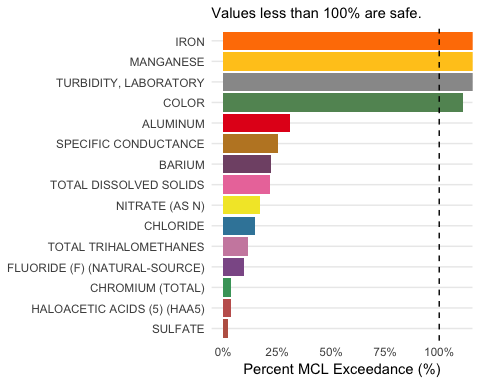 Values less than 100% are safe.
IRON
MANGANESE
TURBIDITY, LABORATORY
COLOR
ALUMINUM
SPECIFIC CONDUCTANCE
BARIUM
TOTAL DISSOLVED SOLIDS
NITRATE (AS N)
CHLORIDE
TOTAL TRIHALOMETHANES
FLUORIDE (F) (NATURAL-SOURCE)
CHROMIUM (TOTAL)
HALOACETIC ACIDS (5) (HAA5)
SULFATE
0% 25% 50% 75% 100%
Percent MCL Exceedance (%)